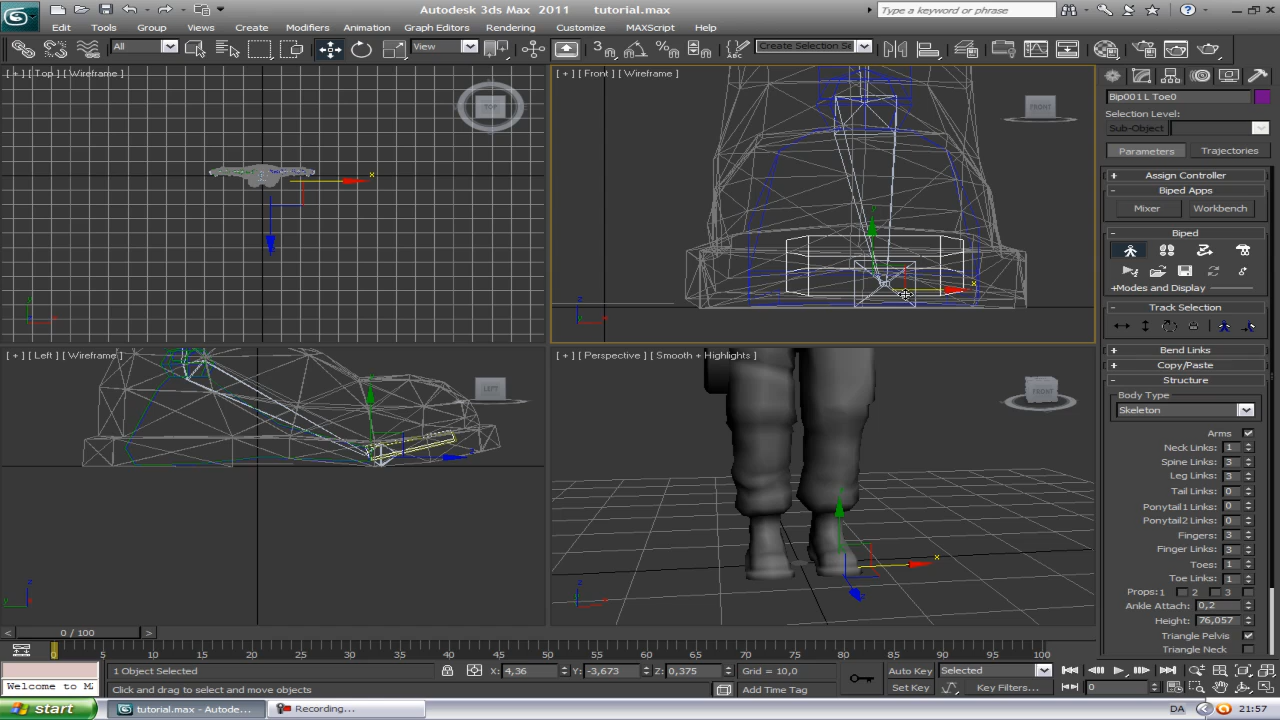 Autodesk 3ds Max 2011 tutorial.max
Type a keyword or phrase
Edit Tools Group Views Create Modifiers Animation Graph Editors Rendering Customize MAXScript Help
All View Create Selection Se
[ + ] [ Top ] [ Wireframe ]
TOP
[ + ] [ Front ] [ Wireframe ]
FRONT
[ + ] [ Left ] [ Wireframe ]
LEFT
[ + ] [ Perspective ] [ Smooth + Highlights ]
FRONT
Bip001 L Toe0
Selection Level:
Sub-Object
Parameters Trajectories
+ Assign Controller
- Biped Apps
Mixer Workbench
- Biped
+Modes and Display
- Track Selection
+ Bend Links
+ Copy/Paste
- Structure
Body Type
Skeleton
Arms
Neck Links: 1
Spine Links: 3
Leg Links: 3
Tail Links: 0
Ponytail1 Links: 0
Ponytail2 Links: 0
Fingers: 3
Finger Links: 3
Toes: 1
Toe Links: 1
Props: 1 2 3
Ankle Attach: 0,2
Height: 76,057
Triangle Pelvis
Triangle Neck
< 0 / 100 >
0 5 10 15 20 25 30 35 40 45 50 55 60 65 70 75 80 85 90 95 100
1 Object Selected X: 4,36 Y: -3,673 Z: 0,375 Grid = 10,0 Auto Key Selected
Welcome to MA Click and drag to select and move objects Add Time Tag Set Key Key Filters... 0
start tutorial.max - Autodes... Recording... DA 21:57